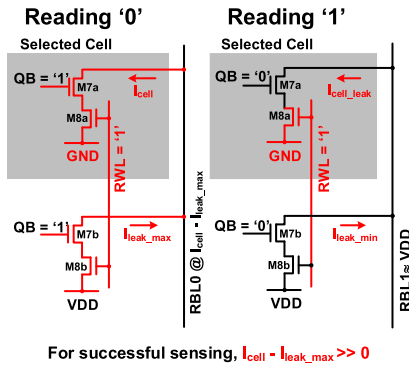 Reading ‘0’
Selected Cell
QB = ‘1’
M7a
I_cell
M8a
GND
RWL = ‘1’
QB = ‘1’
M7b
I_leak_max
M8b
VDD
RBL0 @ I_cell - I_leak_max
Reading ‘1’
Selected Cell
QB = ‘0’
M7a
I_cell_leak
M8a
GND
RWL = ‘1’
QB = ‘0’
M7b
I_leak_min
M8b
VDD
RBL1≈ VDD
For successful sensing, I_cell - I_leak_max >> 0